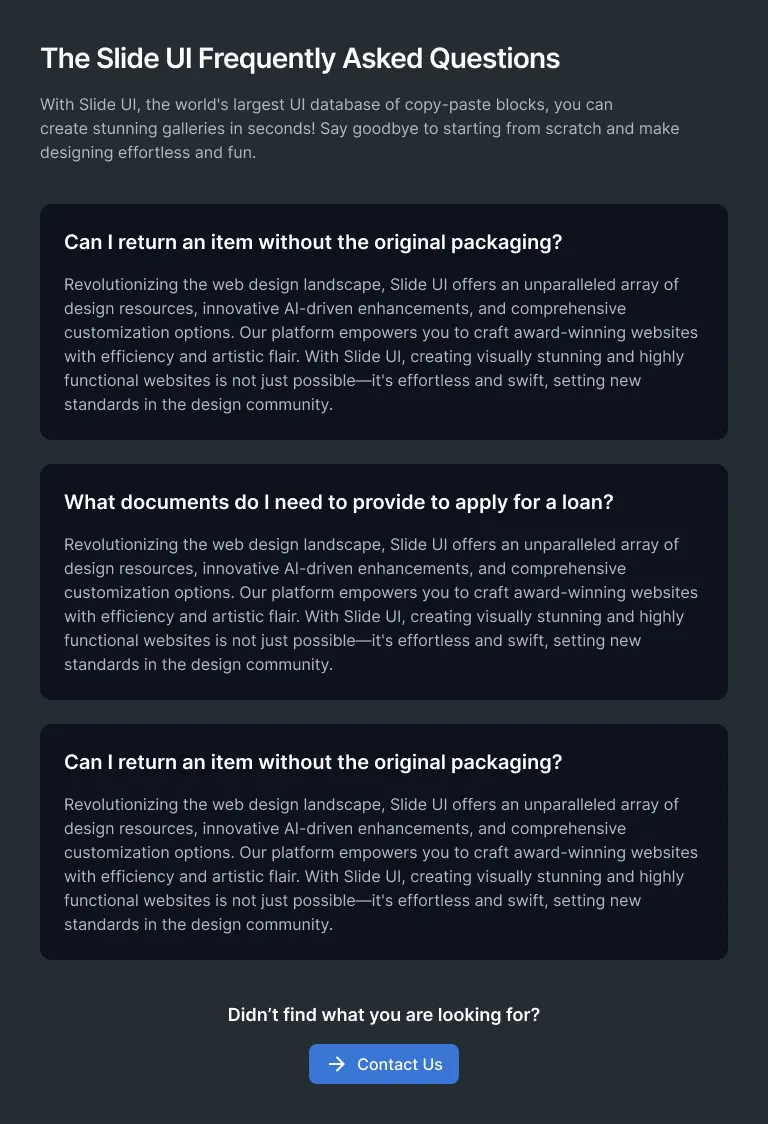 The Slide UI Frequently Asked Questions
With Slide UI, the world's largest UI database of copy-paste blocks, you can
create stunning galleries in seconds! Say goodbye to starting from scratch and make
designing effortless and fun.
Can I return an item without the original packaging?
Revolutionizing the web design landscape, Slide UI offers an unparalleled array of
design resources, innovative AI-driven enhancements, and comprehensive
customization options. Our platform empowers you to craft award-winning websites
with efficiency and artistic flair. With Slide UI, creating visually stunning and highly
functional websites is not just possible—it's effortless and swift, setting new
standards in the design community.
What documents do I need to provide to apply for a loan?
Revolutionizing the web design landscape, Slide UI offers an unparalleled array of
design resources, innovative AI-driven enhancements, and comprehensive
customization options. Our platform empowers you to craft award-winning websites
with efficiency and artistic flair. With Slide UI, creating visually stunning and highly
functional websites is not just possible—it's effortless and swift, setting new
standards in the design community.
Can I return an item without the original packaging?
Revolutionizing the web design landscape, Slide UI offers an unparalleled array of
design resources, innovative AI-driven enhancements, and comprehensive
customization options. Our platform empowers you to craft award-winning websites
with efficiency and artistic flair. With Slide UI, creating visually stunning and highly
functional websites is not just possible—it's effortless and swift, setting new
standards in the design community.
Didn’t find what you are looking for?
Contact Us